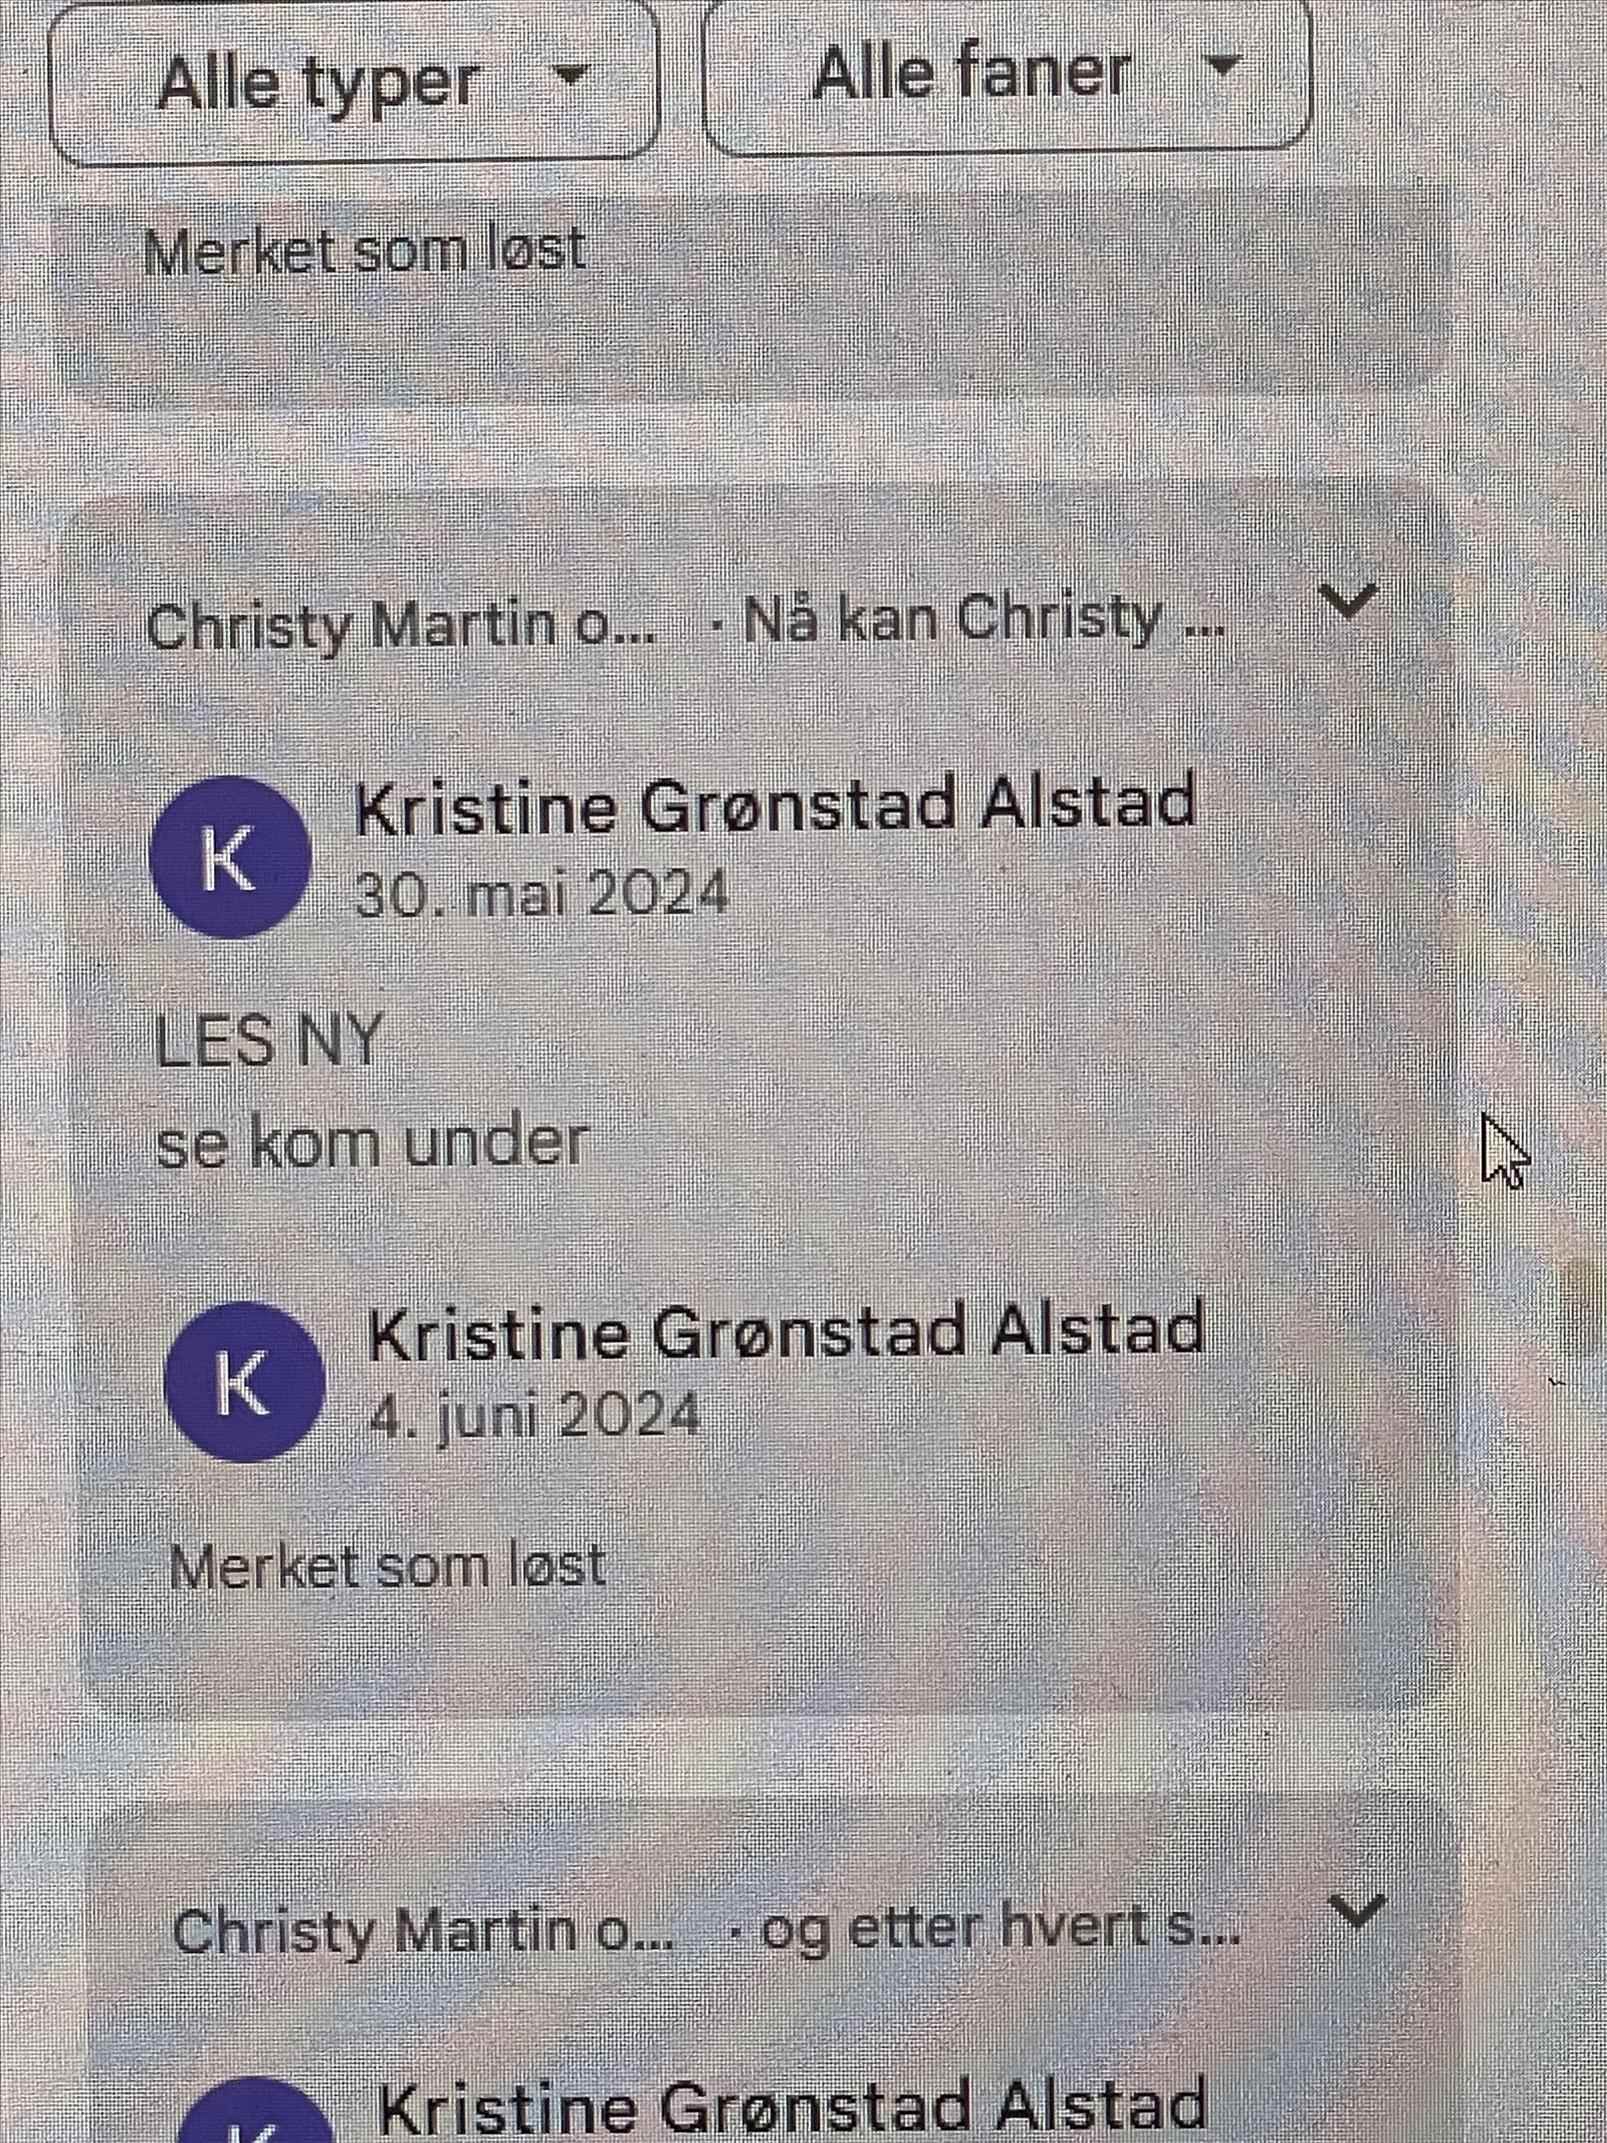 Alle typer
Alle faner
Merket som løst
Christy Martin o... · Nå kan Christy ...
K
Kristine Grønstad Alstad
30. mai 2024
LES NY
se kom under
K
Kristine Grønstad Alstad
4. juni 2024
Merket som løst
Christy Martin o... · og etter hvert s...
K
Kristine Grønstad Alstad